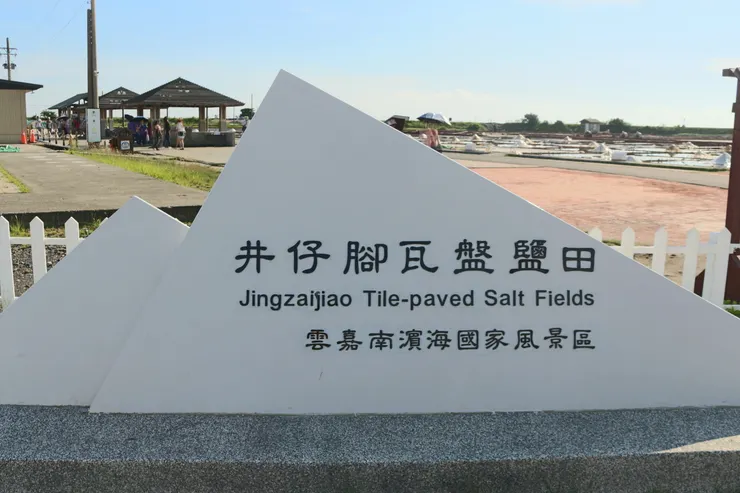 井仔腳瓦盤鹽田
Jingzaijiao Tile-paved Salt Fields
雲嘉南濱海國家風景區